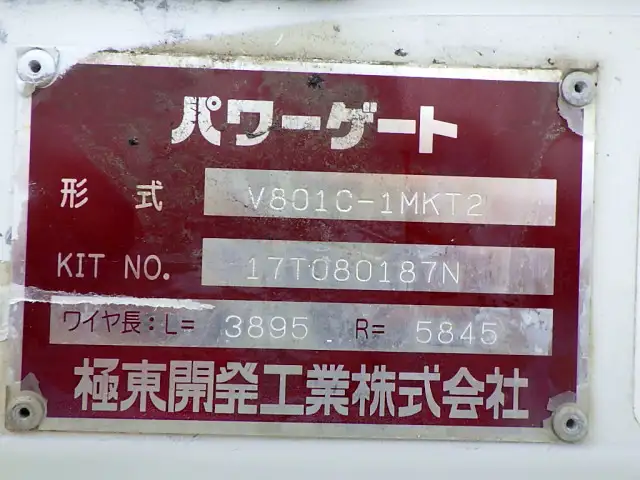 パワーゲート
形 式 V801C-1MKT2
KIT NO. 17T080187N
ワイヤ長:L= 3895 R= 5845
極東開発工業株式会社